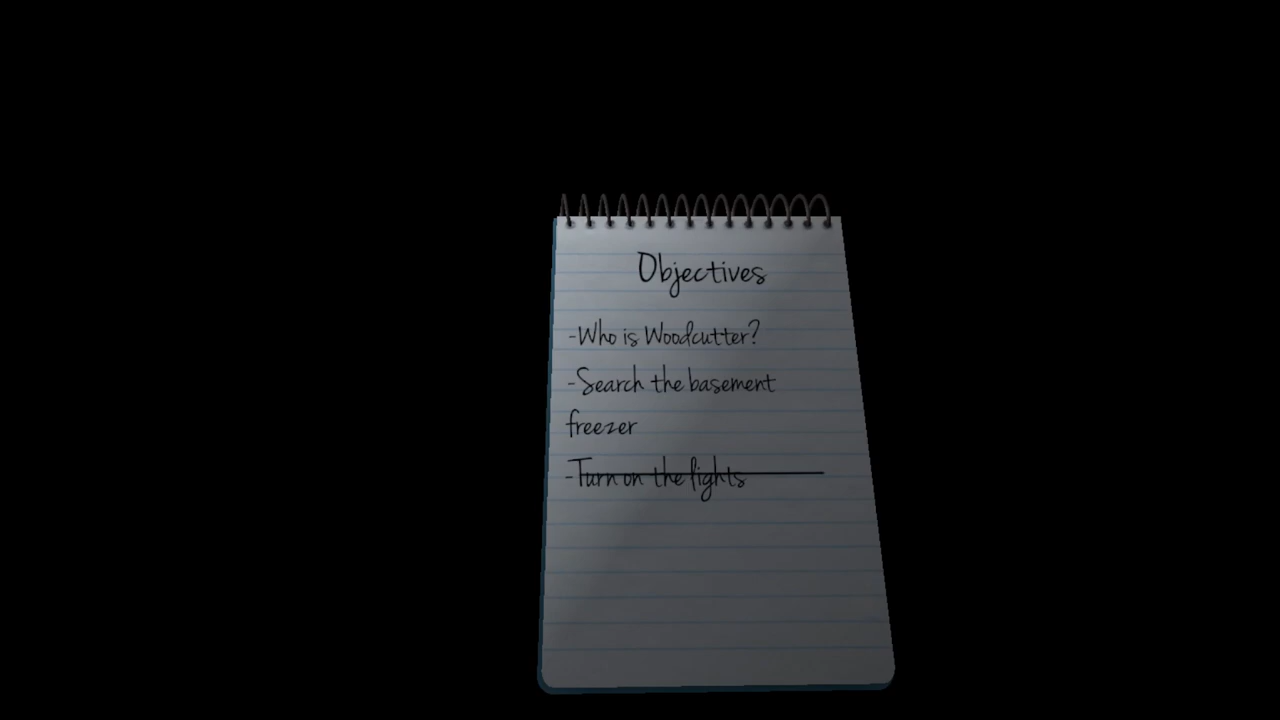 Objectives
-Who is Woodcutter?
-Search the basement
freezer
-Turn on the lights